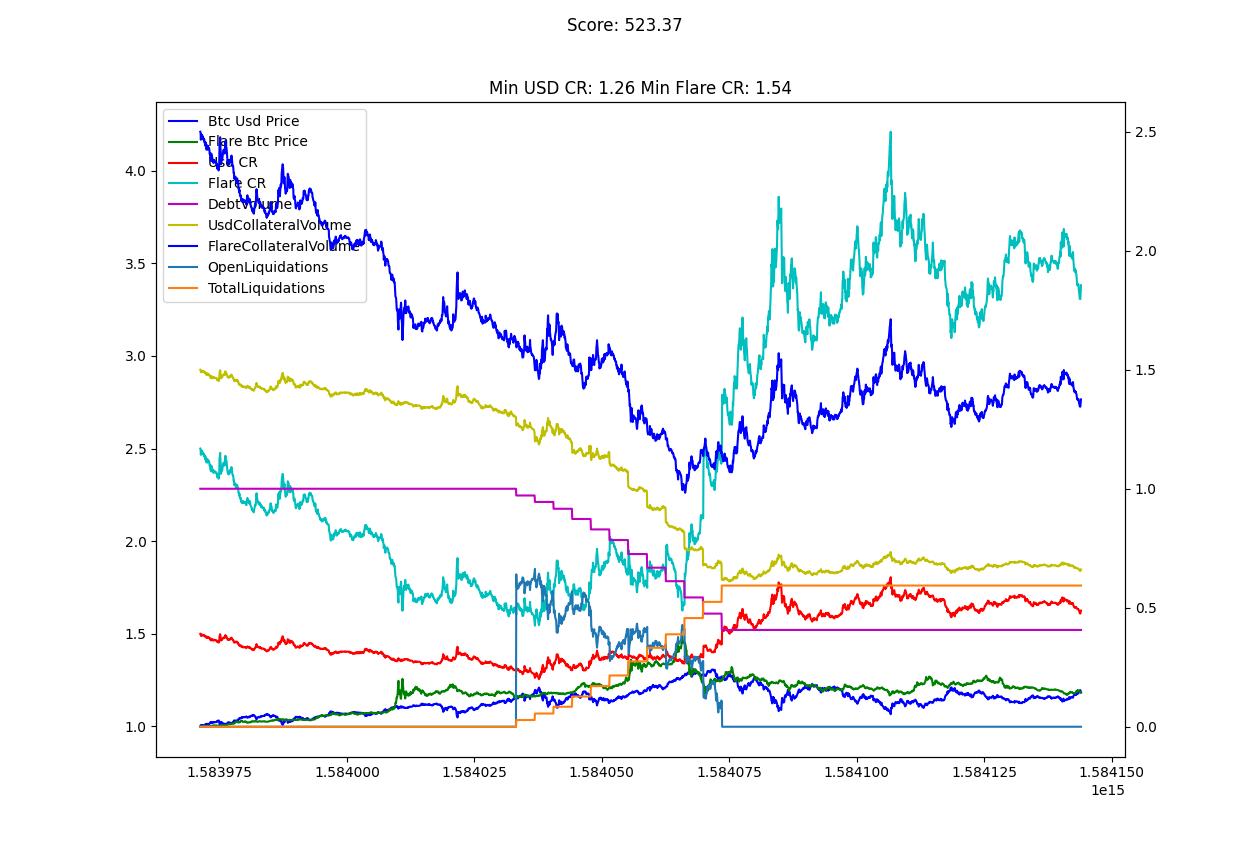 Score: 523.37
Min USD CR: 1.26 Min Flare CR: 1.54
Btc Usd Price
Flare Btc Price
Usd CR
Flare CR
DebtVolume
UsdCollateralVolume
FlareCollateralVolume
OpenLiquidations
TotalLiquidations
4.0
3.5
3.0
2.5
2.0
1.5
1.0
2.5
2.0
1.5
1.0
0.5
0.0
1.583975 1.584000 1.584025 1.584050 1.584075 1.584100 1.584125 1.584150
1e15